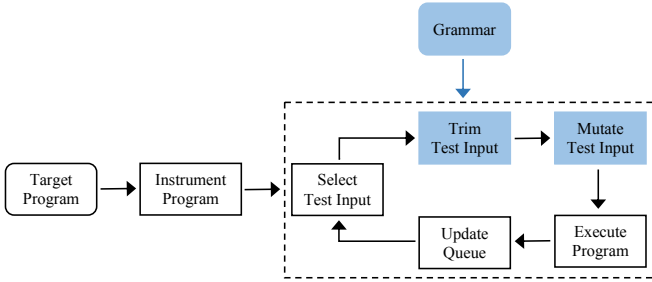 Grammar
Trim
Test Input
Mutate
Test Input
Target
Program
Instrument
Program
Select
Test Input
Update
Queue
Execute
Program